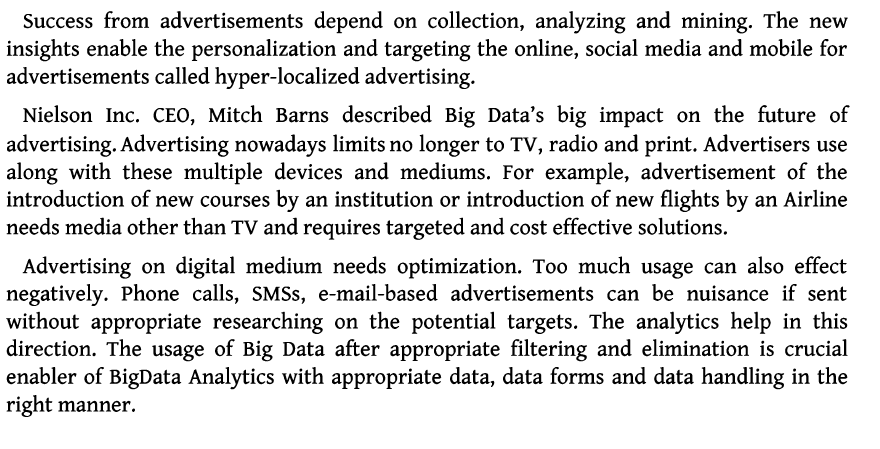 Success from advertisements depend on collection, analyzing and mining. The new
insights enable the personalization and targeting the online, social media and mobile for
advertisements called hyper-localized advertising.
Nielson Inc. CEO, Mitch Barns described Big Data's big impact on the future of
advertising. Advertising nowadays limits no longer to TV, radio and print. Advertisers use
along with these multiple devices and mediums. For example, advertisement of the
introduction of new courses by an institution or introduction of new flights by an Airline
needs media other than TV and requires targeted and cost effective solutions.
Advertising on digital medium needs optimization. Too much usage can also effect
negatively. Phone calls, SMSs, e-mail-based advertisements can be nuisance if sent
without appropriate researching on the potential targets. The analytics help in this
direction. The usage of Big Data after appropriate filtering and elimination is crucial
enabler of BigData Analytics with appropriate data, data forms and data handling in the
right manner.